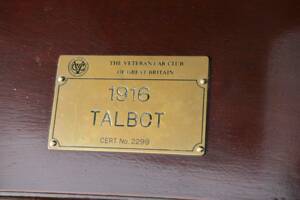 THE VETERAN CAR CLUB
OF GREAT BRITAIN
1916
TALBOT
CERT No. 2299